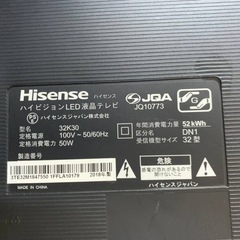 Hisense ハイセンス
ハイビジョンLED液晶テレビ
ハイセンスジャパン株式会社
JQA
JQ10773
型名 32K30
定格電源 100V ~ 50/60Hz
定格消費電力 50W
製造番号
年間消費電力量 52kWh
区分名 DN1
受信機型サイズ 32 型
3TE32M1647550 1FFLA10179 2018年製
MADE IN CHINA
危険
ハイセンスジャパン